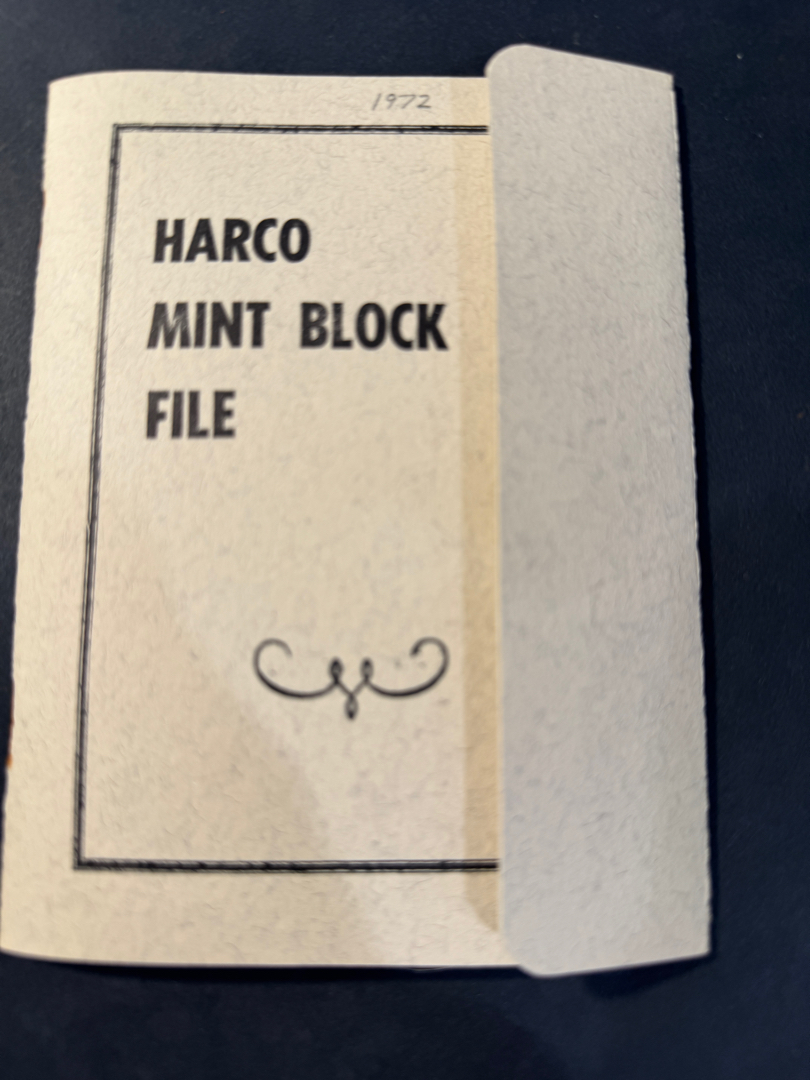 1972
HARCO
MINT BLOCK
FILE